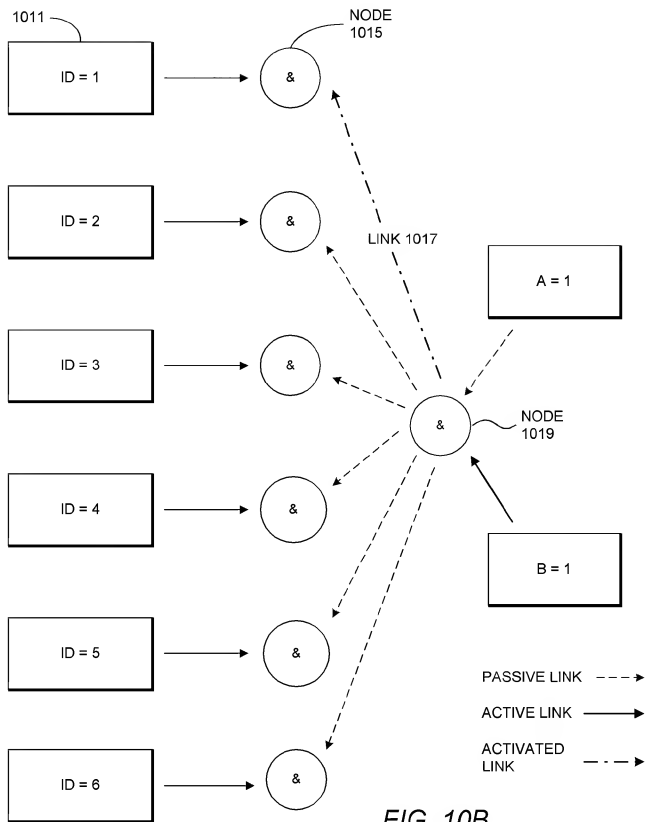 1011
NODE
1015
ID = 1
&
ID = 2
&
LINK 1017
A = 1
ID = 3
&
&
NODE
1019
ID = 4
&
B = 1
ID = 5
&
PASSIVE LINK
ACTIVE LINK
ACTIVATED
LINK
ID = 6
&
FIG. 10B